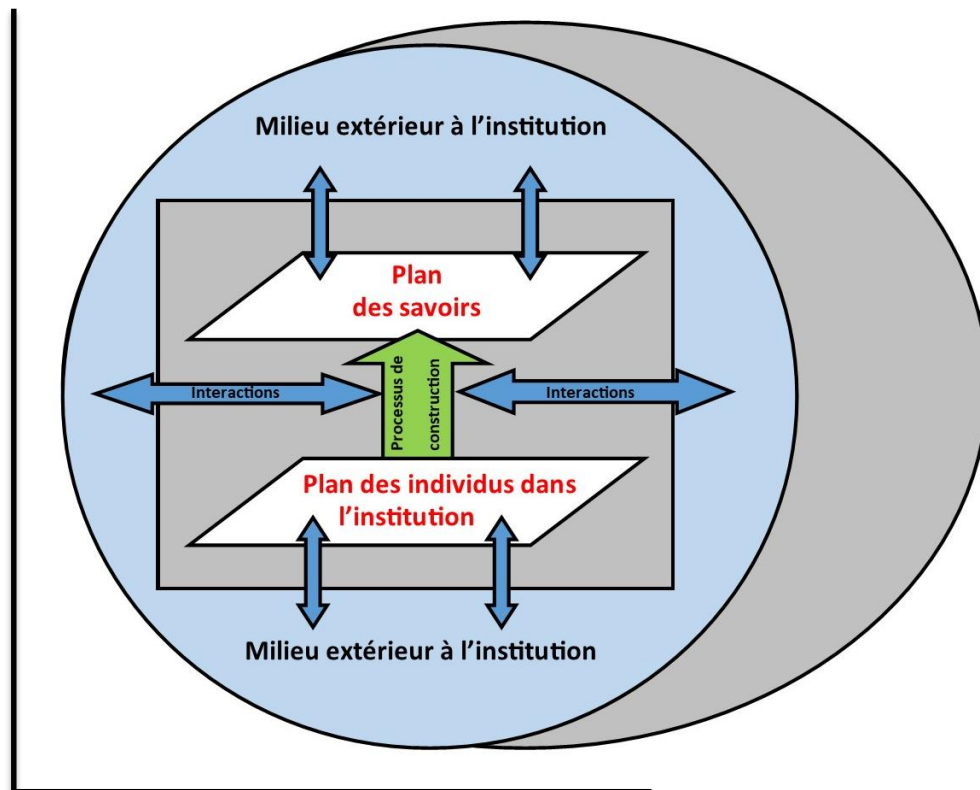 Milieu extérieur à l'institution
Plan
des savoirs
Interactions
Processus de
construction
Interactions
Plan des individus dans
l'institution
Milieu extérieur à l'institution